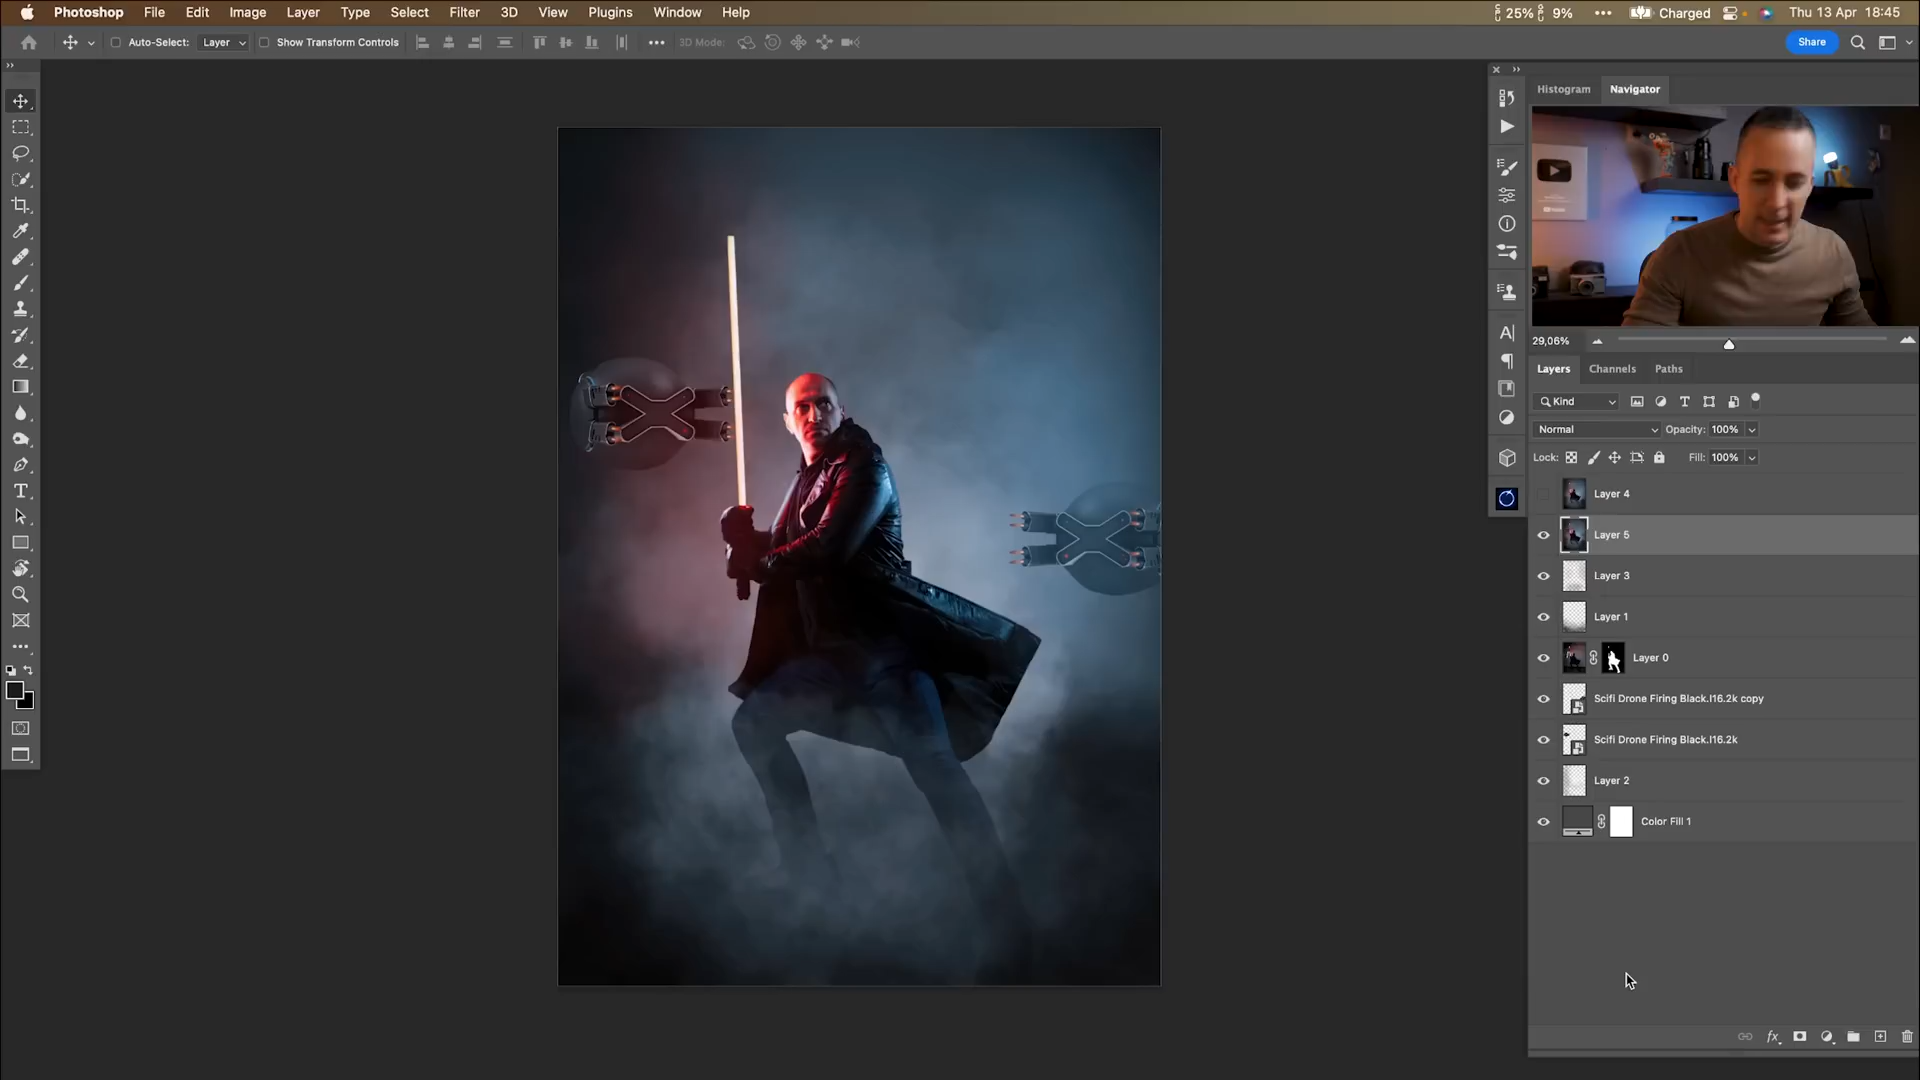 Photoshop File Edit Image Layer Type Select Filter 3D View Plugins Window Help 25% 9% Charged Thu 13 Apr 18:45
Auto-Select: Layer Show Transform Controls 3D Mode: Share
Histogram Navigator
29,06%
Layers Channels Paths
Kind
Normal Opacity: 100%
Lock: Fill: 100%
Layer 4
Layer 5
Layer 3
Layer 1
Layer 0
Scifi Drone Firing Black.I16.2k copy
Scifi Drone Firing Black.I16.2k
Layer 2
Color Fill 1